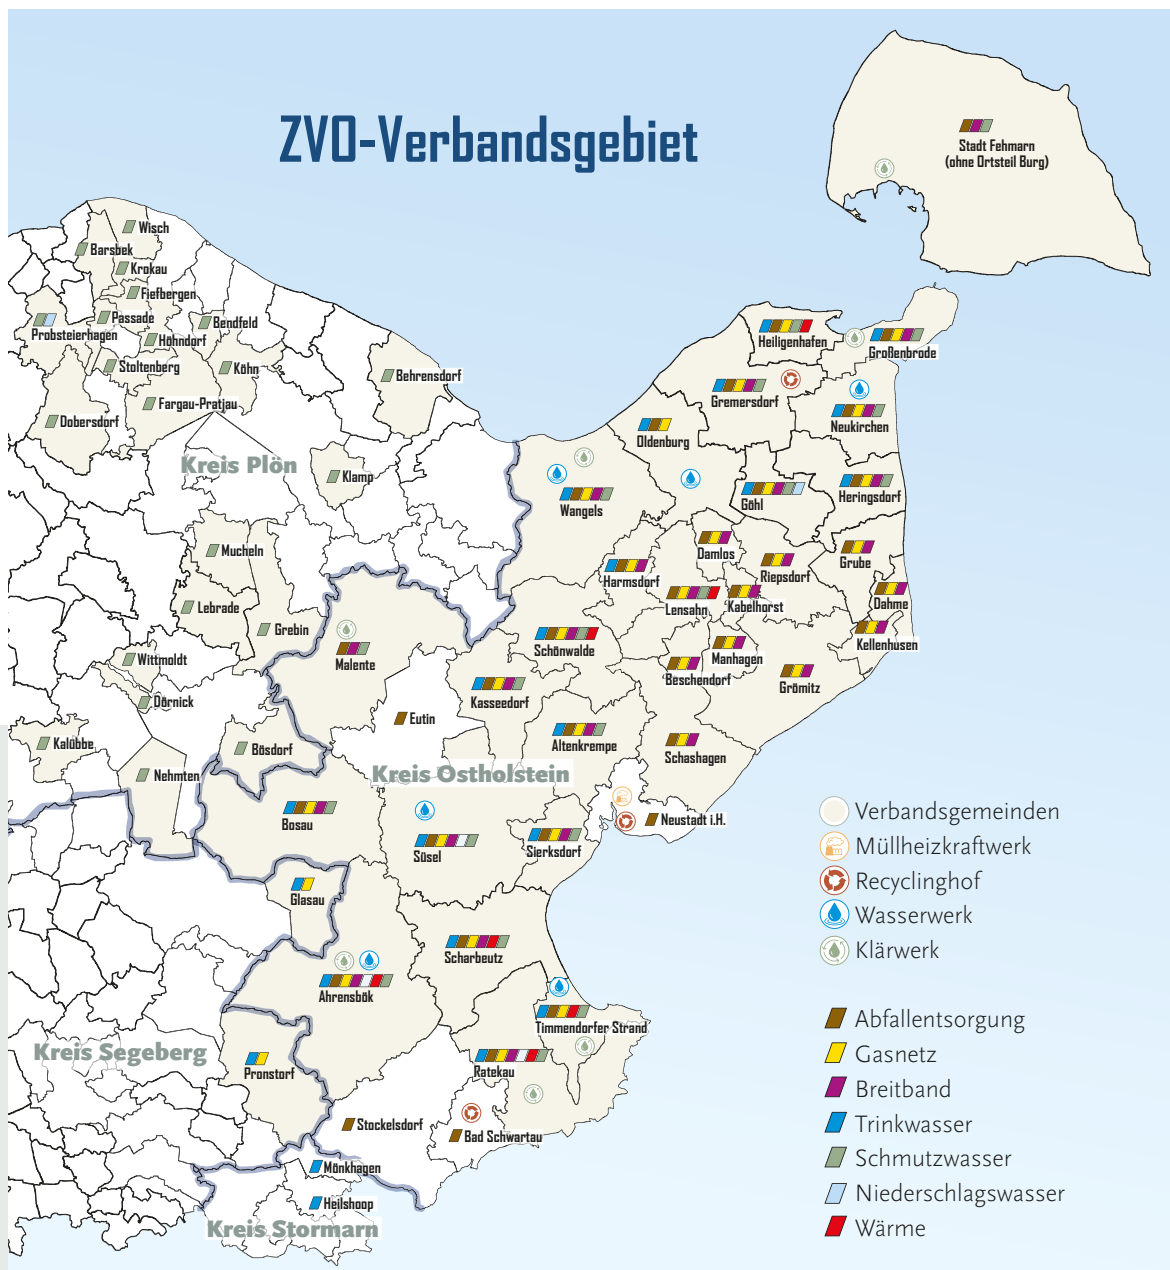 ZVO-Verbandsgebiet
Stadt Fehmarn
(ohne Ortsteil Burg)
Wisch
Barsbek
Krokau
Fiefbergen
Passade
Bendfeld
Probsteierhagen
Höhndorf
Stoltenberg
Köhn
Behrensdorf
Fargau-Pratjau
Dobersdorf
Kreis Plön
Klamp
Mucheln
Lebrade
Grebin
Wittmoldt
Dörnick
Kalübbe
Bösdorf
Nehmten
Heiligenhafen
Großenbrode
Gremersdorf
Neukirchen
Oldenburg
Wangels
Göhl
Heringsdorf
Damlos
Grube
Harmsdorf
Riepsdorf
Lensahn
Kabelhorst
Dahme
Schönwalde
Manhagen
Kellenhusen
Malente
Beschendorf
Grömitz
Kasseedorf
Eutin
Altenkrempe
Schashagen
Kreis Ostholstein
Bosau
Neustadt i.H.
Süsel
Sierksdorf
Glasau
Scharbeutz
Ahrensbök
Timmendorfer Strand
Kreis Segeberg
Pronstorf
Ratekau
Stockelsdorf
Bad Schwartau
Mönkhagen
Heilshoop
Kreis Stormarn
Verbandsgemeinden
Müllheizkraftwerk
Recyclinghof
Wasserwerk
Klärwerk
Abfallentsorgung
Gasnetz
Breitband
Trinkwasser
Schmutzwasser
Niederschlagswasser
Wärme